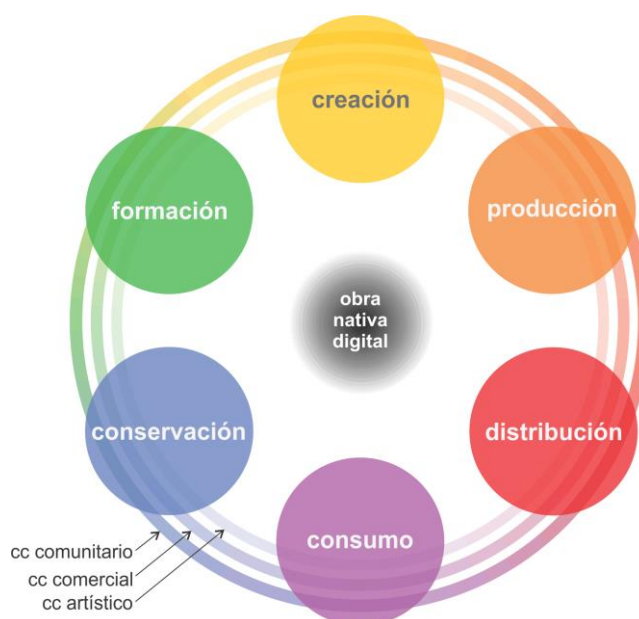 creación
formación
producción
obra
nativa
digital
conservación
distribución
consumo
cc comunitario
cc comercial
cc artístico